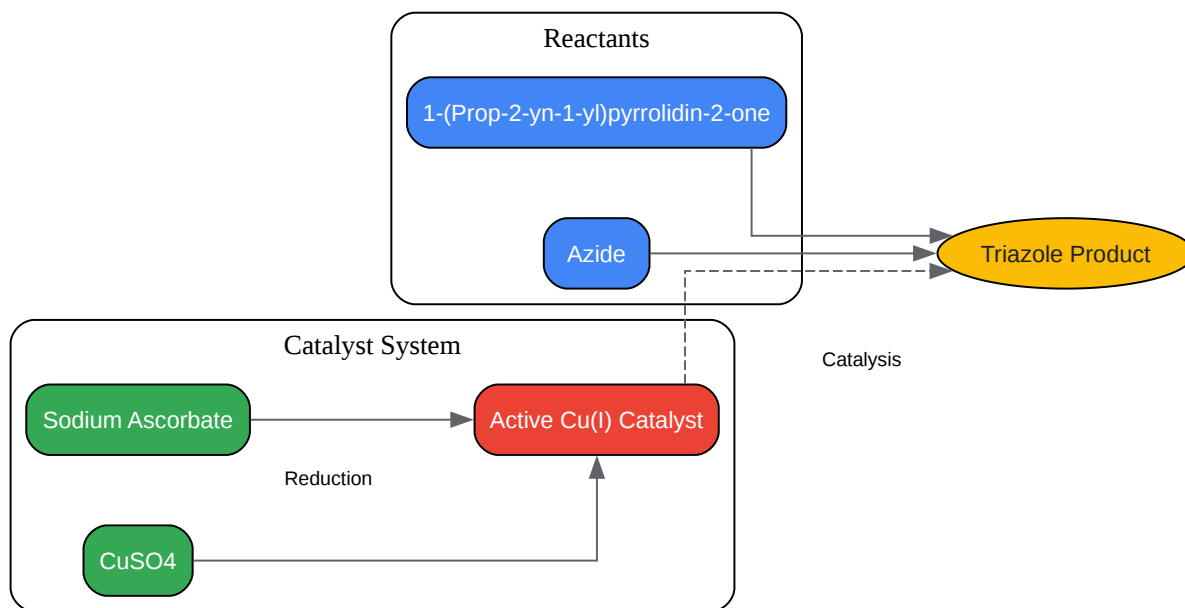 Reactants
1-(Prop-2-yn-1-yl)pyrrolidin-2-one
Azide
Triazole Product
Catalyst System
Catalysis
Sodium Ascorbate
Active Cu(I) Catalyst
Reduction
CuSO4